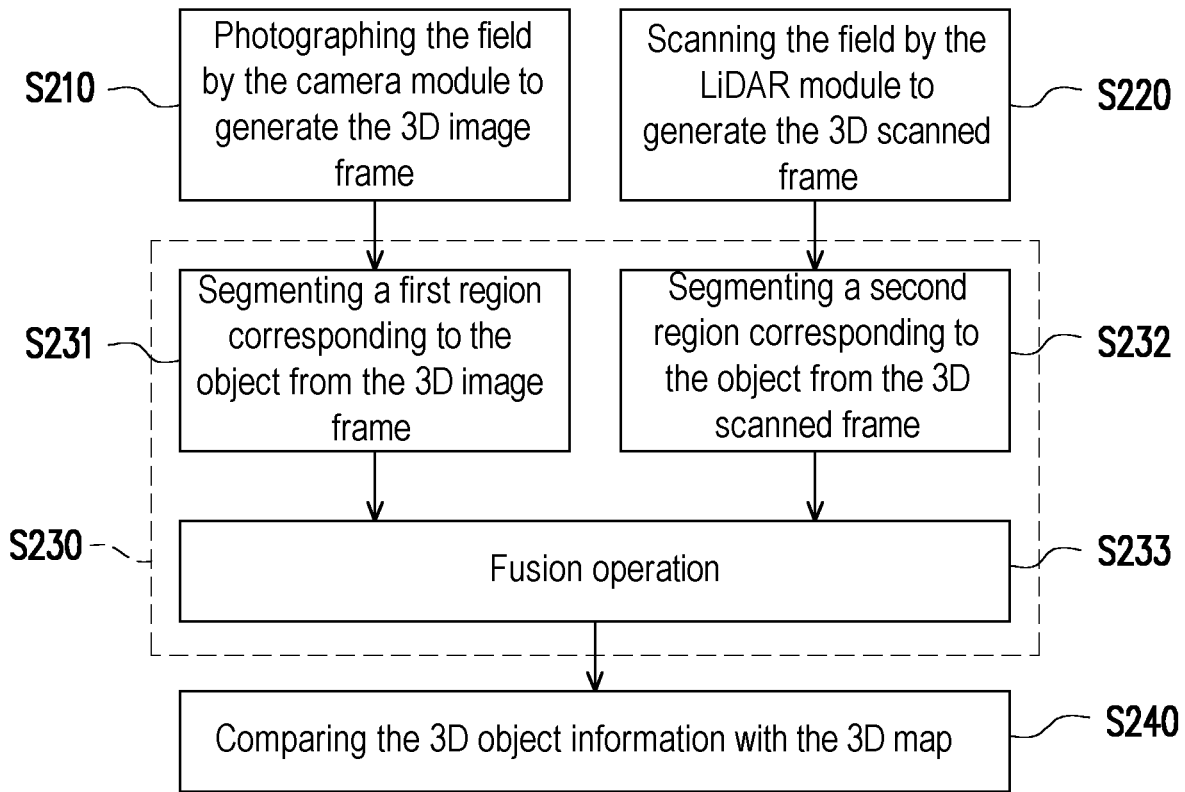 Photographing the field
by the camera module to
generate the 3D image
frame
S210
Scanning the field by the
LiDAR module to
generate the 3D scanned
frame
S220
Segmenting a first region
corresponding to the
object from the 3D image
frame
S231
Segmenting a second
region corresponding to
the object from the 3D
scanned frame
S232
S230
Fusion operation
S233
Comparing the 3D object information with the 3D map
S240